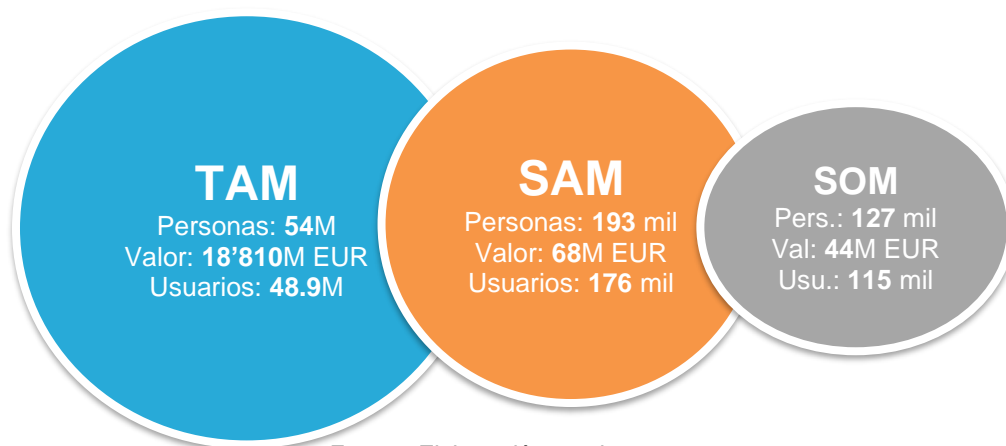 TAM
Personas: 54M
Valor: 18'810M EUR
Usuarios: 48.9M
SAM
Personas: 193 mil
Valor: 68M EUR
Usuarios: 176 mil
SOM
Pers.: 127 mil
Val: 44M EUR
Usu.: 115 mil